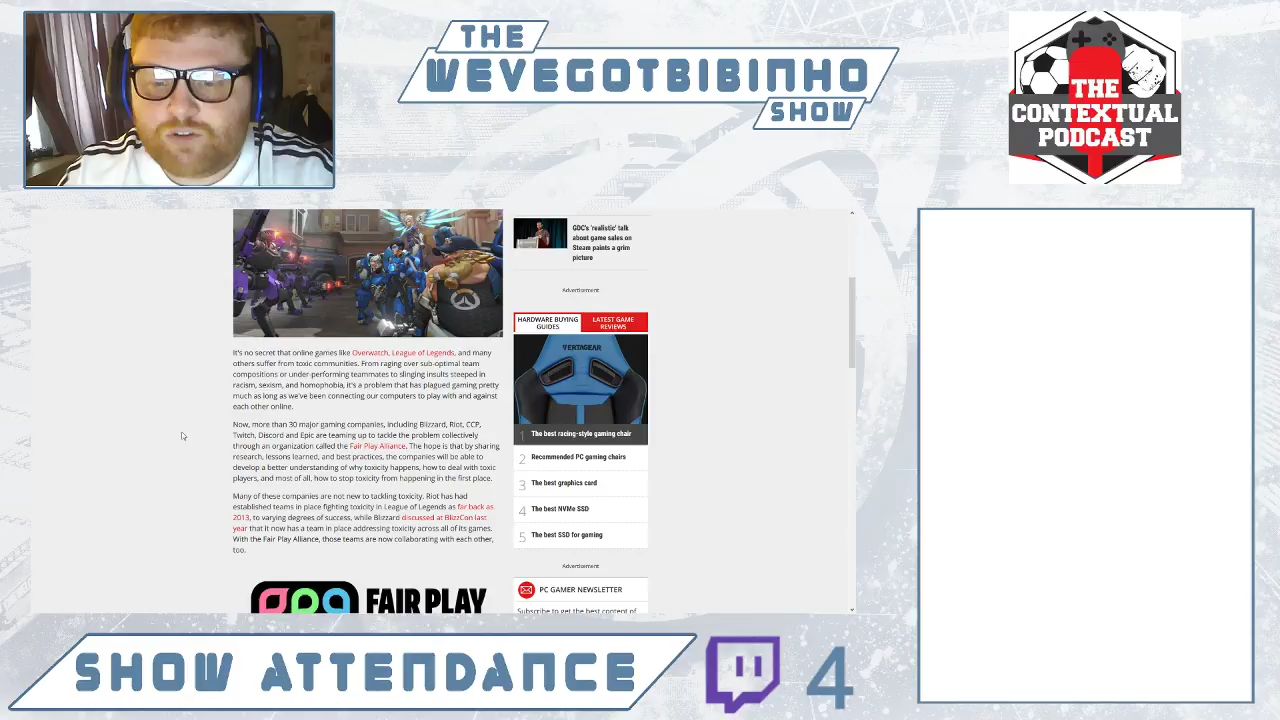 THE
WEVEGOTBIBINHO
SHOW
THE
CONTEXTUAL
PODCAST
GDC's 'realistic' talk
about game sales on
Steam paints a grim
picture
Advertisement
HARDWARE BUYING
GUIDES
LATEST GAME
REVIEWS
VERTAGEAR
1 The best racing-style gaming chair
2 Recommended PC gaming chairs
3 The best graphics card
4 The best NVMe SSD
5 The best SSD for gaming
Advertisement
PC GAMER NEWSLETTER
Subscribe to get the best content of
It's no secret that online games like Overwatch, League of Legends, and many
others suffer from toxic communities. From raging over sub-optimal team
compositions or under-performing teammates to slinging insults steeped in
racism, sexism, and homophobia, it's a problem that has plagued gaming pretty
much as long as we've been connecting our computers to play with and against
each other online.
Now, more than 30 major gaming companies, including Blizzard, Riot, CCP,
Twitch, Discord and Epic are teaming up to tackle the problem collectively
through an organization called the Fair Play Alliance. The hope is that by sharing
research, lessons learned, and best practices, the companies will be able to
develop a better understanding of why toxicity happens, how to deal with toxic
players, and most of all, how to stop toxicity from happening in the first place.
Many of these companies are not new to tackling toxicity. Riot has had
established teams in place fighting toxicity in League of Legends as far back as
2013, to varying degrees of success, while Blizzard discussed at BlizzCon last
year that it now has a team in place addressing toxicity across all of its games.
With the Fair Play Alliance, those teams are now collaborating with each other,
too.
FAIR PLAY
SHOW ATTENDANCE
4